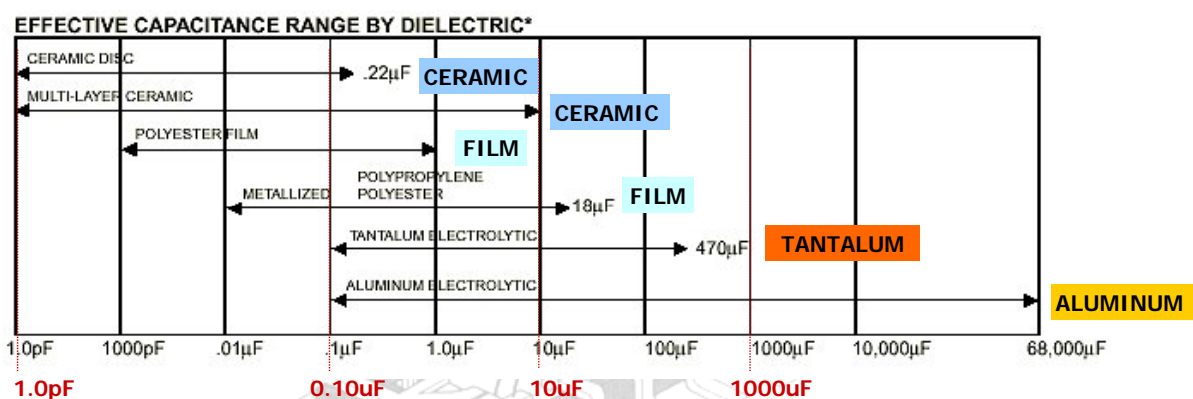 EFFECTIVE CAPACITANCE RANGE BY DIELECTRIC*
CERAMIC DISC
.22µF
CERAMIC
MULTI-LAYER CERAMIC
CERAMIC
POLYESTER FILM
FILM
METALLIZED
POLYPROPYLENE
POLYESTER
18µF
FILM
TANTALUM ELECTROLYTIC
470µF
TANTALUM
ALUMINUM ELECTROLYTIC
ALUMINUM
1.0pF 1000pF .01µF .1µF 1.0µF 10µF 100µF 1000µF 10,000µF 68,000µF
1.0pF 0.10uF 10uF 1000uF